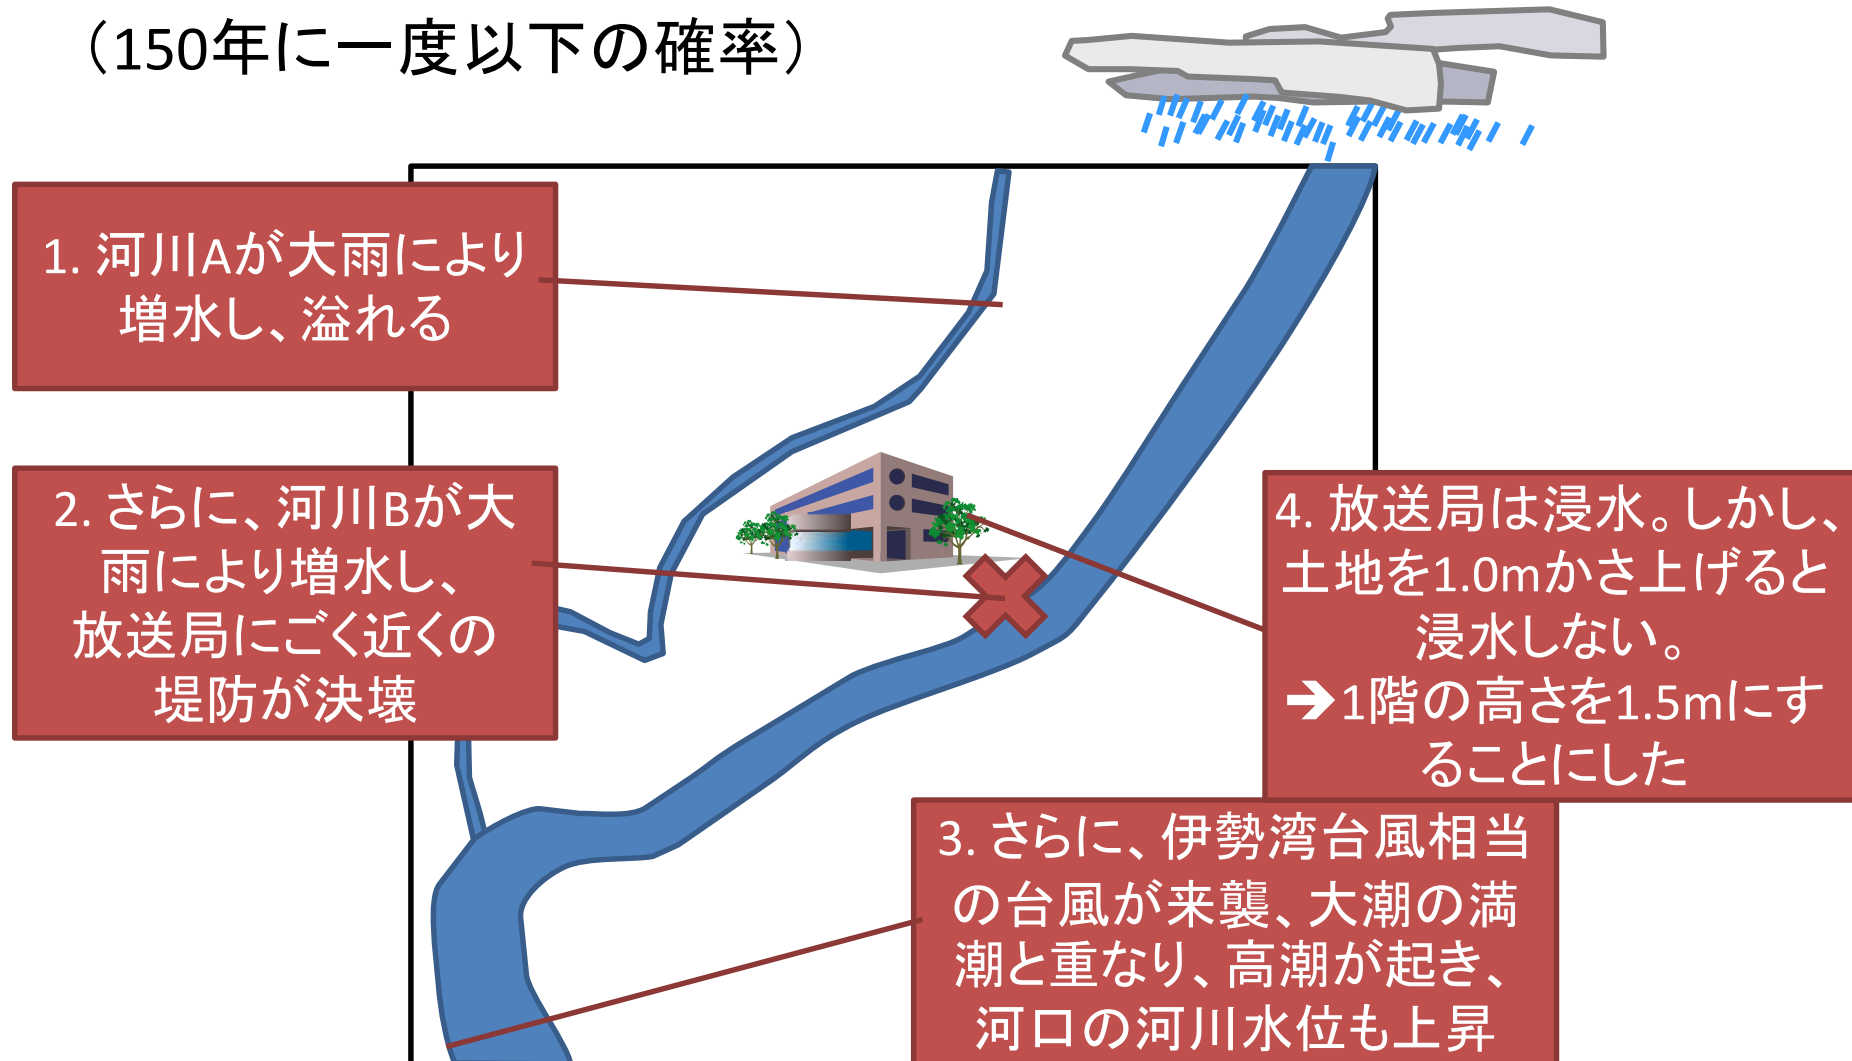 （150年に一度以下の確率）
1. 河川Aが大雨により
増水し、溢れる
2. さらに、河川Bが大
雨により増水し、
放送局にごく近くの
堤防が決壊
4. 放送局は浸水。しかし、
土地を1.0mかさ上げると
浸水しない。
➔1階の高さを1.5mにす
ることにした
3. さらに、伊勢湾台風相当
の台風が来襲、大潮の満
潮と重なり、高潮が起き、
河口の河川水位も上昇